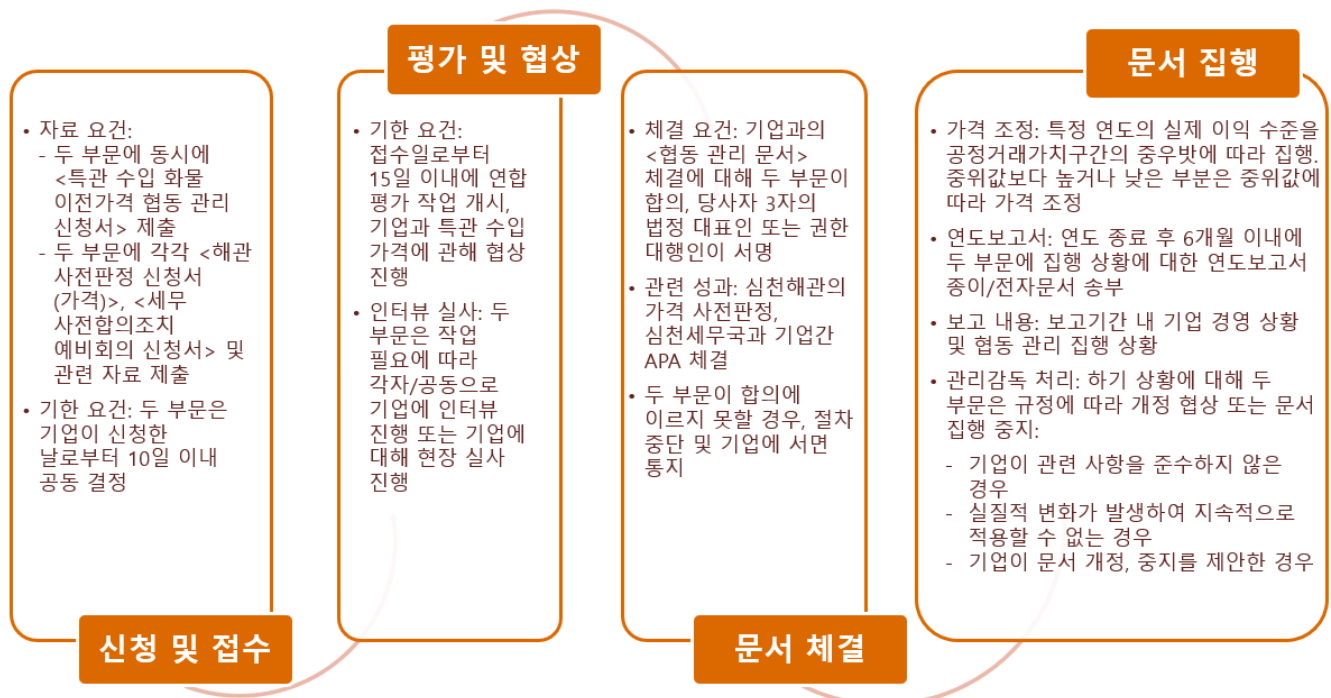 • 자료 요건:
- 두 부문에 동시에
<특관 수입 화물
이전가격 협동 관리
신청서> 제출
- 두 부문에 각각 <해관
사전판정 신청서
(가격)>, <세무
사전합의조치
예비회의 신청서> 및
관련 자료 제출
• 기한 요건: 두 부문은
기업이 신청한
날로부터 10일 이내
공동 결정
신청 및 접수
평가 및 협상
• 기한 요건:
접수일로부터
15일 이내에 연합
평가 작업 개시,
기업과 특관 수입
가격에 관해 협상
진행
• 인터뷰 실사: 두
부문은 작업
필요에 따라
각자/공동으로
기업에 인터뷰
진행 또는 기업에
대해 현장 실사
진행
• 체결 요건: 기업과의
<협동 관리 문서>
체결에 대해 두 부문이
합의, 당사자 3자의
법정 대표인 또는 권한
대행인이 서명
• 관련 성과: 심천해관의
가격 사전판정,
심천세무국과 기업간
APA 체결
• 두 부문이 합의에
이르지 못할 경우, 절차
중단 및 기업에 서면
통지
문서 체결
문서 집행
• 가격 조정: 특정 연도의 실제 이익 수준을
공정거래가치구간의 중우밧에 따라 집행.
중위값보다 높거나 낮은 부분은 중위값에
따라 가격 조정
• 연도보고서: 연도 종료 후 6개월 이내에
두 부문에 집행 상황에 대한 연도보고서
종이/전자문서 송부
• 보고 내용: 보고기간 내 기업 경영 상황
및 협동 관리 집행 상황
• 관리감독 처리: 하기 상황에 대해 두
부문은 규정에 따라 개정 협상 또는 문서
집행 중지:
- 기업이 관련 사항을 준수하지 않은
경우
- 실질적 변화가 발생하여 지속적으로
적용할 수 없는 경우
- 기업이 문서 개정, 중지를 제안한 경우